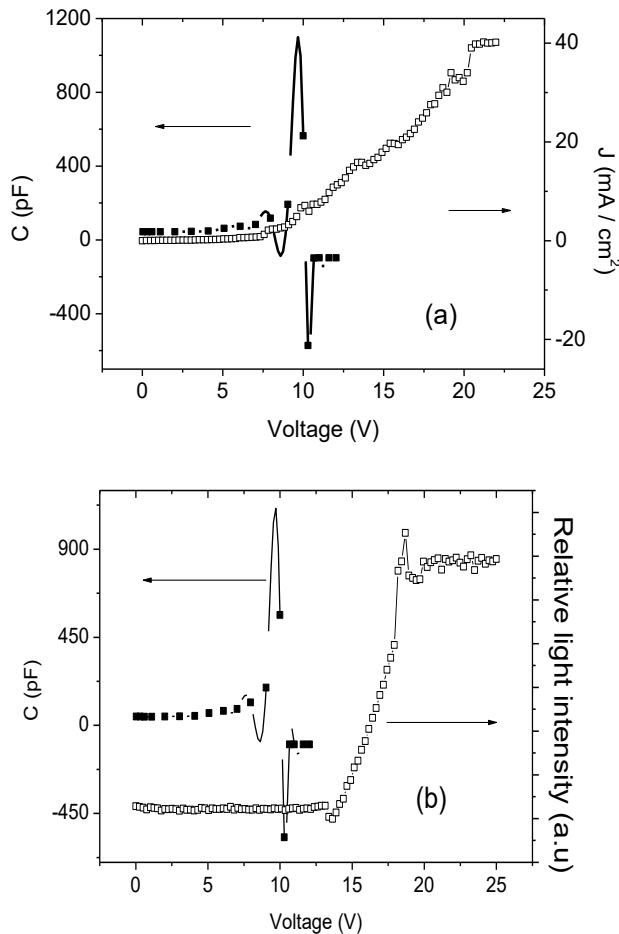 1200
800
400
0
-400
C (pF)
40
20
0
-20
J (mA / cm²)
(a)
0 5 10 15 20 25
Voltage (V)
900
450
0
-450
C (pF)
Relative light intensity (a.u)
(b)
0 5 10 15 20 25
Voltage (V)